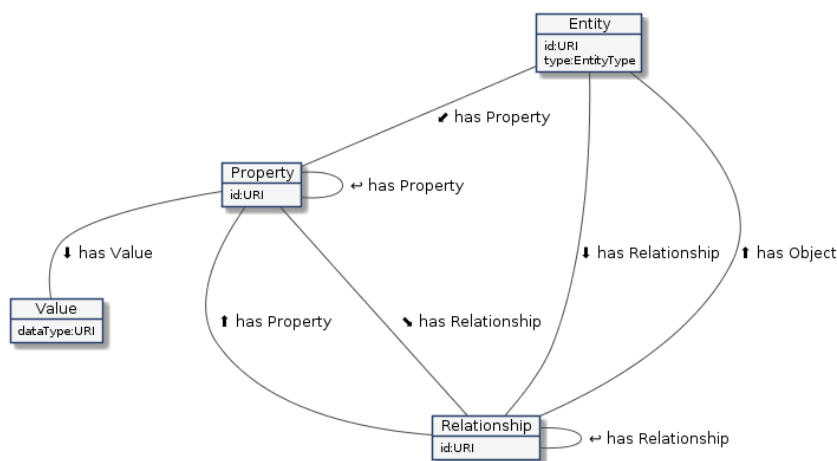 Entity
id:URI
type:EntityType
⬋ has Property
Property
id:URI
↩ has Property
⬇ has Value
⬇ has Relationship
⬆ has Object
Value
dataType:URI
⬆ has Property
⬊ has Relationship
Relationship
id:URI
↩ has Relationship